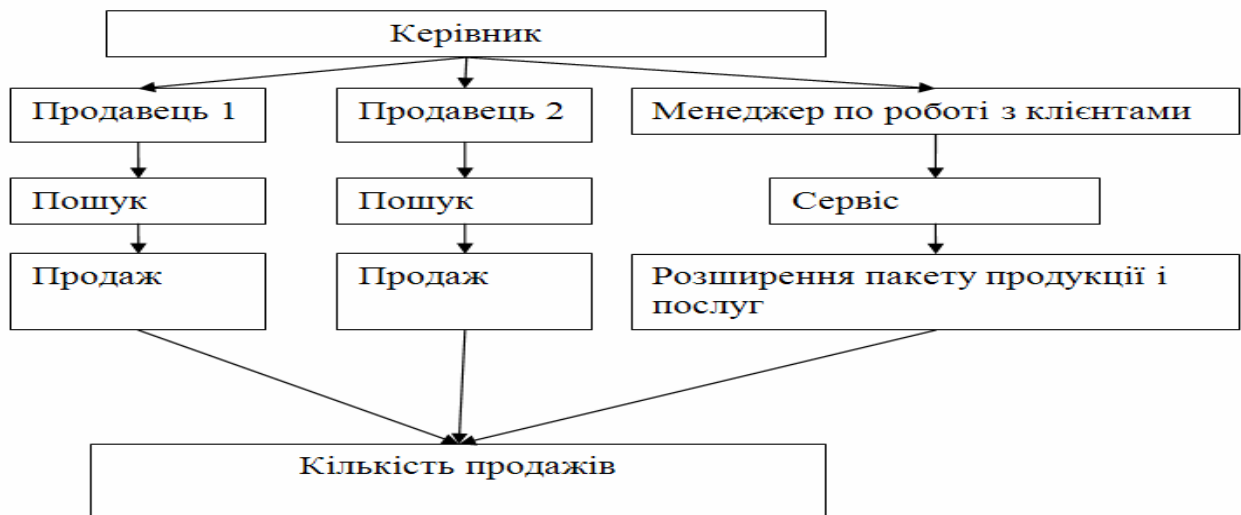 Керівник
Продавець 1
Продавець 2
Менеджер по роботі з клієнтами
Пошук
Пошук
Сервіс
Продаж
Продаж
Розширення пакету продукції і
послуг
Кількість продажів